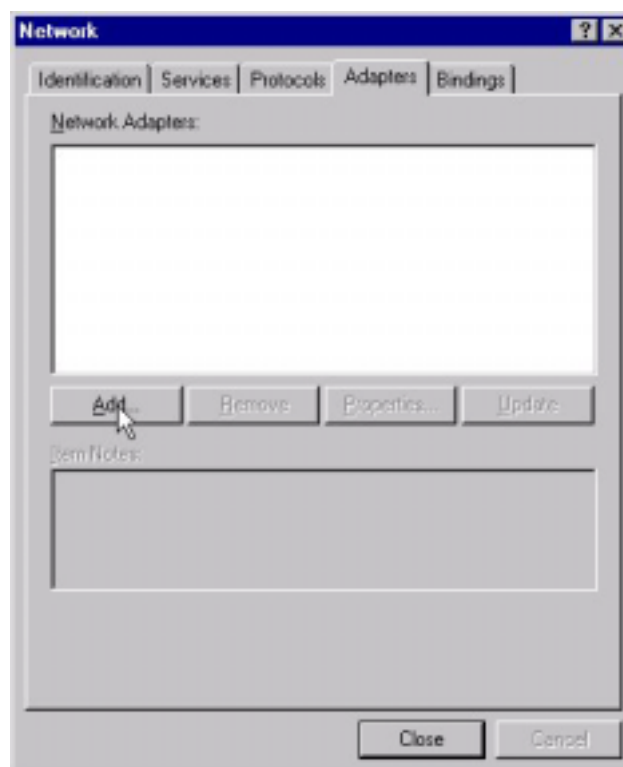 Network
Identification Services Protocols Adapters Bindings
Network Adapters:
Add... Remove Properties... Update
Item Notes:
Close Cancel